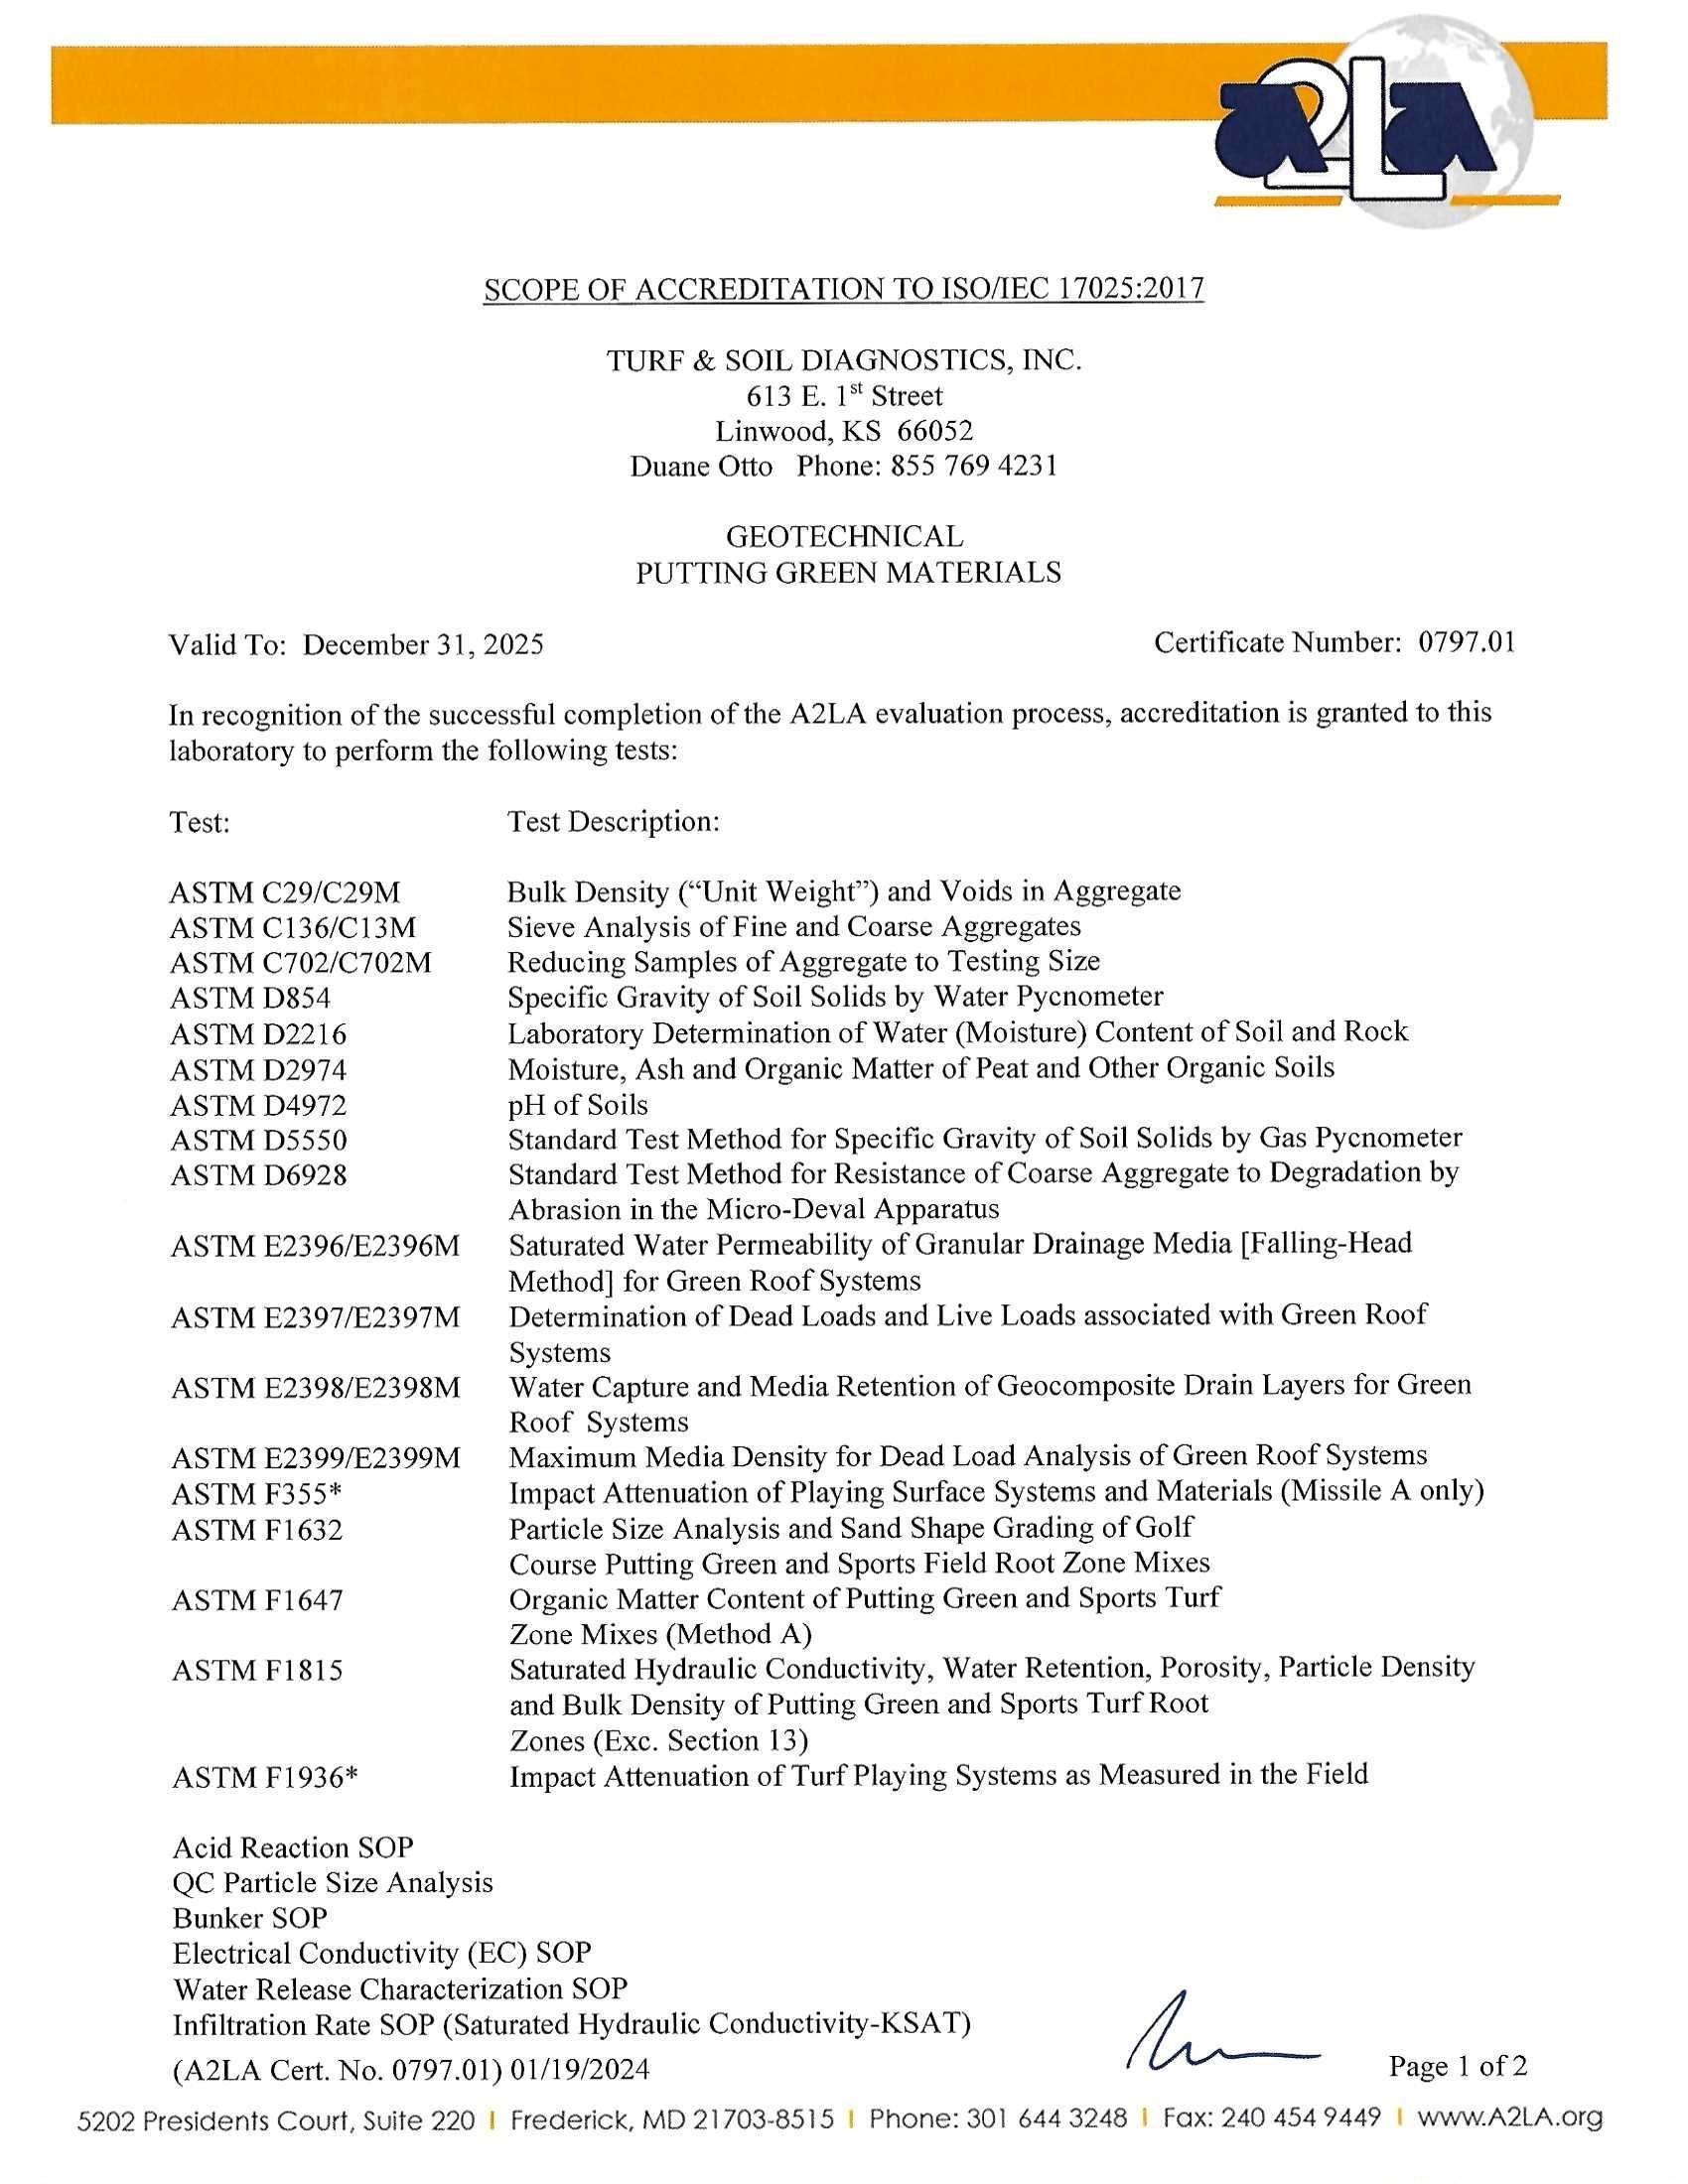 A2LA
SCOPE OF ACCREDITATION TO ISO/IEC 17025:2017
TURF & SOIL DIAGNOSTICS, INC.
613 E. 1st Street
Linwood, KS 66052
Duane Otto Phone: 855 769 4231
GEOTECHNICAL
PUTTING GREEN MATERIALS
Valid To: December 31, 2025 Certificate Number: 0797.01
In recognition of the successful completion of the A2LA evaluation process, accreditation is granted to this
laboratory to perform the following tests:
Test: Test Description:
ASTM C29/C29M Bulk Density (“Unit Weight”) and Voids in Aggregate
ASTM C136/C13M Sieve Analysis of Fine and Coarse Aggregates
ASTM C702/C702M Reducing Samples of Aggregate to Testing Size
ASTM D854 Specific Gravity of Soil Solids by Water Pycnometer
ASTM D2216 Laboratory Determination of Water (Moisture) Content of Soil and Rock
ASTM D2974 Moisture, Ash and Organic Matter of Peat and Other Organic Soils
ASTM D4972 pH of Soils
ASTM D5550 Standard Test Method for Specific Gravity of Soil Solids by Gas Pycnometer
ASTM D6928 Standard Test Method for Resistance of Coarse Aggregate to Degradation by
Abrasion in the Micro-Deval Apparatus
ASTM E2396/E2396M Saturated Water Permeability of Granular Drainage Media [Falling-Head
Method] for Green Roof Systems
ASTM E2397/E2397M Determination of Dead Loads and Live Loads associated with Green Roof
Systems
ASTM E2398/E2398M Water Capture and Media Retention of Geocomposite Drain Layers for Green
Roof Systems
ASTM E2399/E2399M Maximum Media Density for Dead Load Analysis of Green Roof Systems
ASTM F355* Impact Attenuation of Playing Surface Systems and Materials (Missile A only)
ASTM F1632 Particle Size Analysis and Sand Shape Grading of Golf
Course Putting Green and Sports Field Root Zone Mixes
ASTM F1647 Organic Matter Content of Putting Green and Sports Turf
Zone Mixes (Method A)
ASTM F1815 Saturated Hydraulic Conductivity, Water Retention, Porosity, Particle Density
and Bulk Density of Putting Green and Sports Turf Root
Zones (Exc. Section 13)
ASTM F1936* Impact Attenuation of Turf Playing Systems as Measured in the Field
Acid Reaction SOP
QC Particle Size Analysis
Bunker SOP
Electrical Conductivity (EC) SOP
Water Release Characterization SOP
Infiltration Rate SOP (Saturated Hydraulic Conductivity-KSAT)
(A2LA Cert. No. 0797.01) 01/19/2024 Page 1 of 2
5202 Presidents Court, Suite 220 | Frederick, MD 21703-8515 | Phone: 301 644 3248 | Fax: 240 454 9449 | www.A2LA.org